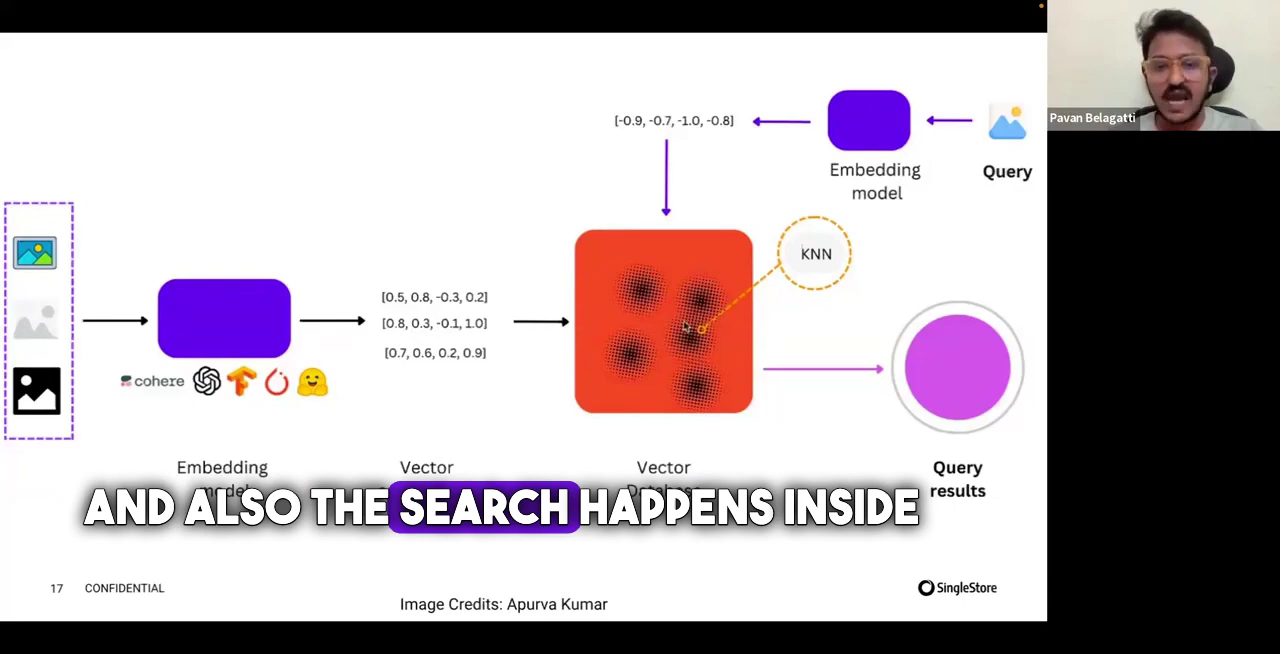 Pavan Belagatti
[-0.9, -0.7, -1.0, -0.8]
Embedding
model
Query
KNN
[0.5, 0.8, -0.3, 0.2]
[0.8, 0.3, -0.1, 1.0]
[0.7, 0.6, 0.2, 0.9]
cohere
Embedding
model
Vector
Vector
Database
Query
results
AND ALSO THE SEARCH HAPPENS INSIDE
17 CONFIDENTIAL
SingleStore
Image Credits: Apurva Kumar